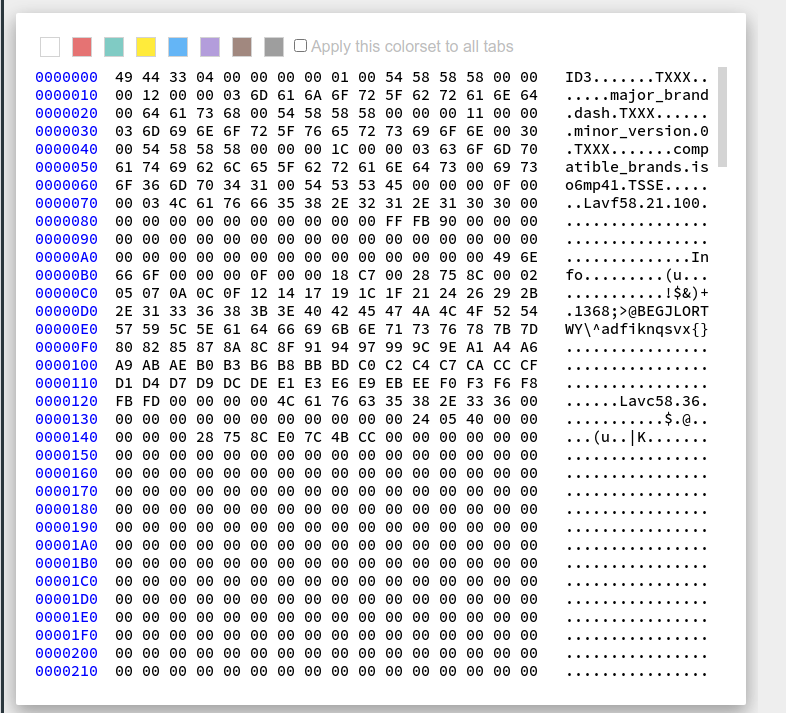 Apply this colorset to all tabs
0000000 49 44 33 04 00 00 00 00 01 00 54 58 58 58 00 00 ID3.......TXXX..
0000010 00 12 00 00 03 6D 61 6A 6F 72 5F 62 72 61 6E 64 .....major_brand
0000020 00 64 61 73 68 00 54 58 58 58 00 00 00 11 00 00 .dash.TXXX......
0000030 03 6D 69 6E 6F 72 5F 76 65 72 73 69 6F 6E 00 30 .minor_version.0
0000040 00 54 58 58 58 00 00 00 1C 00 00 03 63 6F 6D 70 .TXXX.......comp
0000050 61 74 69 62 6C 65 5F 62 72 61 6E 64 73 00 69 73 atible_brands.is
0000060 6F 36 6D 70 34 31 00 54 53 53 45 00 00 00 0F 00 o6mp41.TSSE.....
0000070 00 03 4C 61 76 66 35 38 2E 32 31 2E 31 30 30 00 ..Lavf58.21.100.
0000080 00 00 00 00 00 00 00 00 00 00 FF FB 90 00 00 00 ................
0000090 00 00 00 00 00 00 00 00 00 00 00 00 00 00 00 00 ................
00000A0 00 00 00 00 00 00 00 00 00 00 00 00 00 00 49 6E ..............In
00000B0 66 6F 00 00 00 0F 00 00 18 C7 00 28 75 8C 00 02 fo.........(u...
00000C0 05 07 0A 0C 0F 12 14 17 19 1C 1F 21 24 26 29 2B ...........!$&)+
00000D0 2E 31 33 36 38 3B 3E 40 42 45 47 4A 4C 4F 52 54 .1368;>@BEGJLORT
00000E0 57 59 5C 5E 61 64 66 69 6B 6E 71 73 76 78 7B 7D WY\^adfiknqsvx{}
00000F0 80 82 85 87 8A 8C 8F 91 94 97 99 9C 9E A1 A4 A6 ................
0000100 A9 AB AE B0 B3 B6 B8 BB BD C0 C2 C4 C7 CA CC CF ................
0000110 D1 D4 D7 D9 DC DE E1 E3 E6 E9 EB EE F0 F3 F6 F8 ................
0000120 FB FD 00 00 00 00 4C 61 76 63 35 38 2E 33 36 00 ......Lavc58.36.
0000130 00 00 00 00 00 00 00 00 00 00 00 24 05 40 00 00 ...........$.@..
0000140 00 00 00 28 75 8C E0 7C 4B CC 00 00 00 00 00 00 ...(u..|K.......
0000150 00 00 00 00 00 00 00 00 00 00 00 00 00 00 00 00 ................
0000160 00 00 00 00 00 00 00 00 00 00 00 00 00 00 00 00 ................
0000170 00 00 00 00 00 00 00 00 00 00 00 00 00 00 00 00 ................
0000180 00 00 00 00 00 00 00 00 00 00 00 00 00 00 00 00 ................
0000190 00 00 00 00 00 00 00 00 00 00 00 00 00 00 00 00 ................
00001A0 00 00 00 00 00 00 00 00 00 00 00 00 00 00 00 00 ................
00001B0 00 00 00 00 00 00 00 00 00 00 00 00 00 00 00 00 ................
00001C0 00 00 00 00 00 00 00 00 00 00 00 00 00 00 00 00 ................
00001D0 00 00 00 00 00 00 00 00 00 00 00 00 00 00 00 00 ................
00001E0 00 00 00 00 00 00 00 00 00 00 00 00 00 00 00 00 ................
00001F0 00 00 00 00 00 00 00 00 00 00 00 00 00 00 00 00 ................
0000200 00 00 00 00 00 00 00 00 00 00 00 00 00 00 00 00 ................
0000210 00 00 00 00 00 00 00 00 00 00 00 00 00 00 00 00 ................